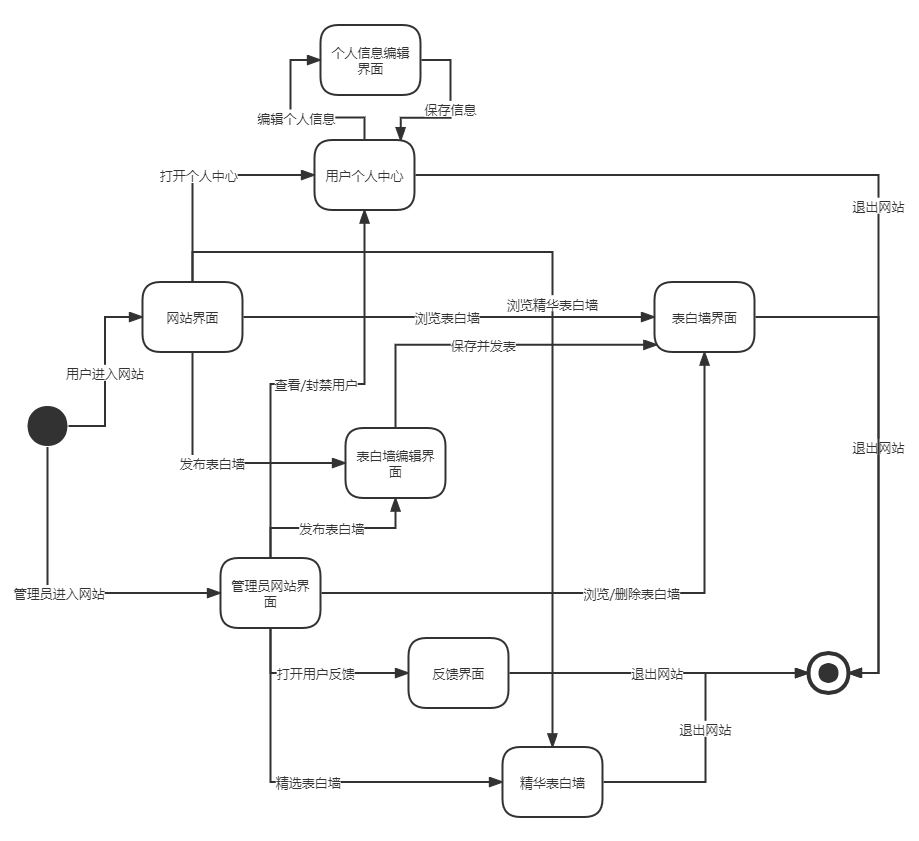 个人信息编辑
界面
编辑个人信息
保存信息
打开个人中心
用户个人中心
退出网站
网站界面
浏览表白墙
浏览精华表白墙
表白墙界面
保存并发表
用户进入网站
查看/封禁用户
发布表白墙
表白墙编辑界
面
退出网站
发布表白墙
管理员进入网站
管理员网站界
面
浏览/删除表白墙
打开用户反馈
反馈界面
退出网站
退出网站
精选表白墙
精华表白墙